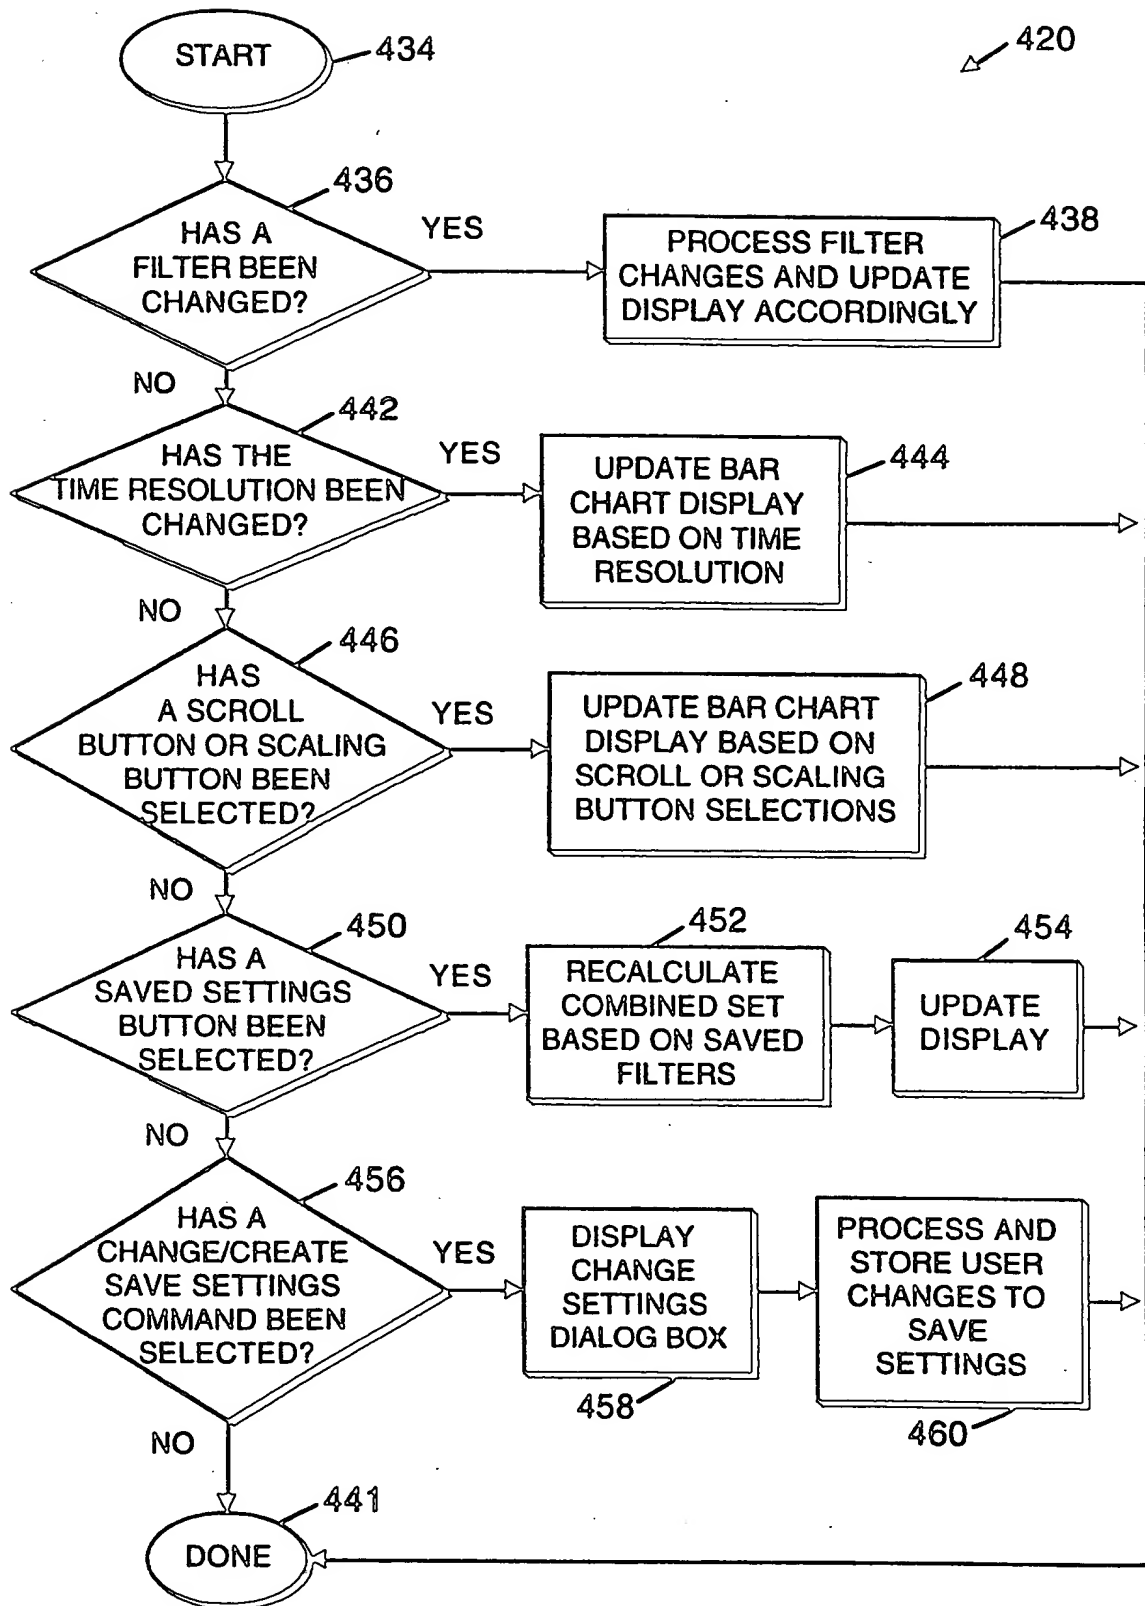 START
434
420
436
HAS A
FILTER BEEN
CHANGED?
YES
PROCESS FILTER
CHANGES AND UPDATE
DISPLAY ACCORDINGLY
438
NO
442
HAS THE
TIME RESOLUTION BEEN
CHANGED?
YES
UPDATE BAR
CHART DISPLAY
BASED ON TIME
RESOLUTION
444
NO
446
HAS
A SCROLL
BUTTON OR SCALING
BUTTON BEEN
SELECTED?
YES
UPDATE BAR CHART
DISPLAY BASED ON
SCROLL OR SCALING
BUTTON SELECTIONS
448
NO
450
HAS A
SAVED SETTINGS
BUTTON BEEN
SELECTED?
YES
452
RECALCULATE
COMBINED SET
BASED ON SAVED
FILTERS
454
UPDATE
DISPLAY
NO
456
HAS A
CHANGE/CREATE
SAVE SETTINGS
COMMAND BEEN
SELECTED?
YES
DISPLAY
CHANGE
SETTINGS
DIALOG BOX
458
PROCESS AND
STORE USER
CHANGES TO
SAVE
SETTINGS
460
NO
441
DONE